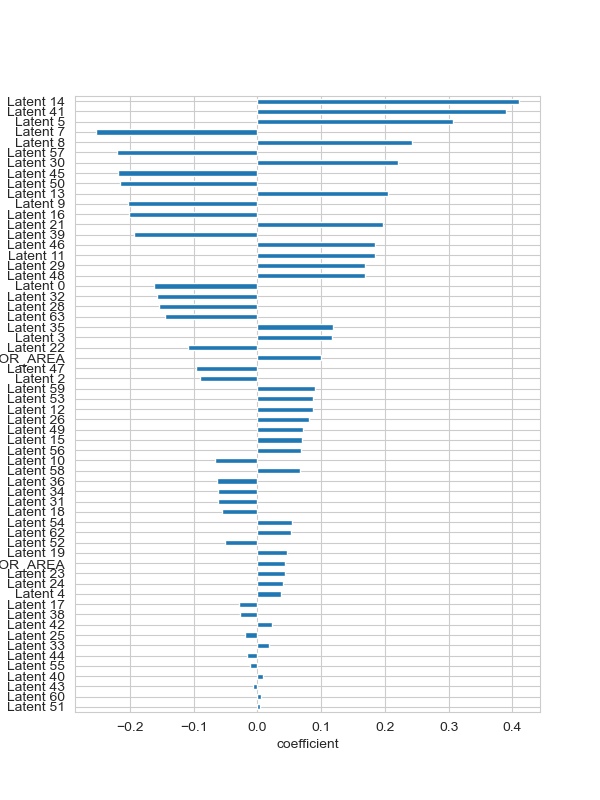 Latent 14
Latent 41
Latent 5
Latent 7
Latent 8
Latent 57
Latent 30
Latent 45
Latent 50
Latent 13
Latent 9
Latent 16
Latent 21
Latent 39
Latent 46
Latent 11
Latent 29
Latent 48
Latent 0
Latent 32
Latent 28
Latent 63
Latent 35
Latent 3
Latent 22
OR_AREA
Latent 47
Latent 2
Latent 59
Latent 53
Latent 12
Latent 26
Latent 49
Latent 15
Latent 56
Latent 10
Latent 58
Latent 36
Latent 34
Latent 31
Latent 18
Latent 54
Latent 62
Latent 52
Latent 19
OR_AREA
Latent 23
Latent 24
Latent 4
Latent 17
Latent 38
Latent 42
Latent 25
Latent 33
Latent 44
Latent 55
Latent 40
Latent 43
Latent 60
Latent 51
−0.2 −0.1 0.0 0.1 0.2 0.3 0.4
coefficient